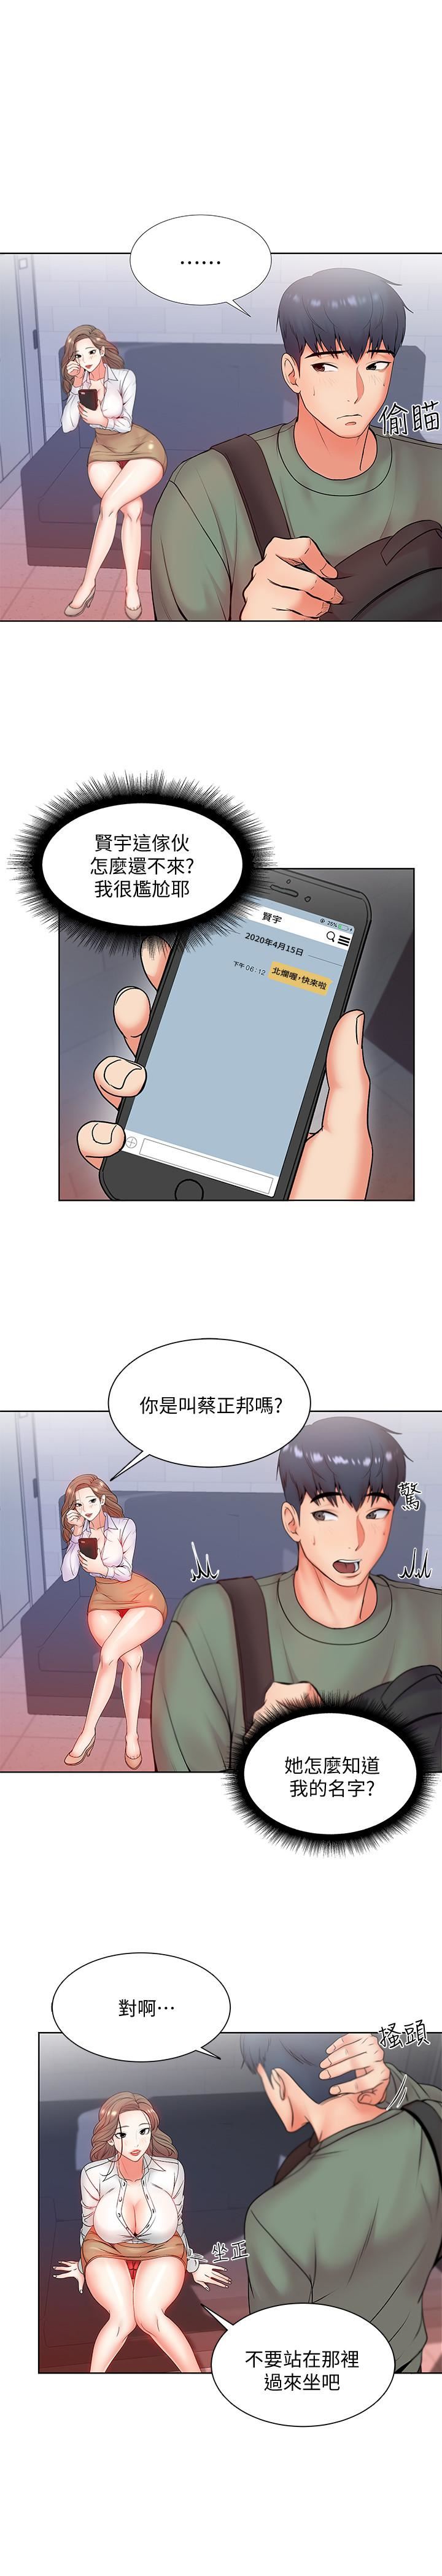 ......
偷瞄
賢宇這傢伙
怎麼還不來?
我很尷尬耶
36%
賢宇
2020年4月15日
下午 06:12
北爛喔,快來啦
你是叫蔡正邦嗎?
驚
她怎麼知道
我的名字?
對啊…
搔頭
坐正
不要站在那裡
過來坐吧